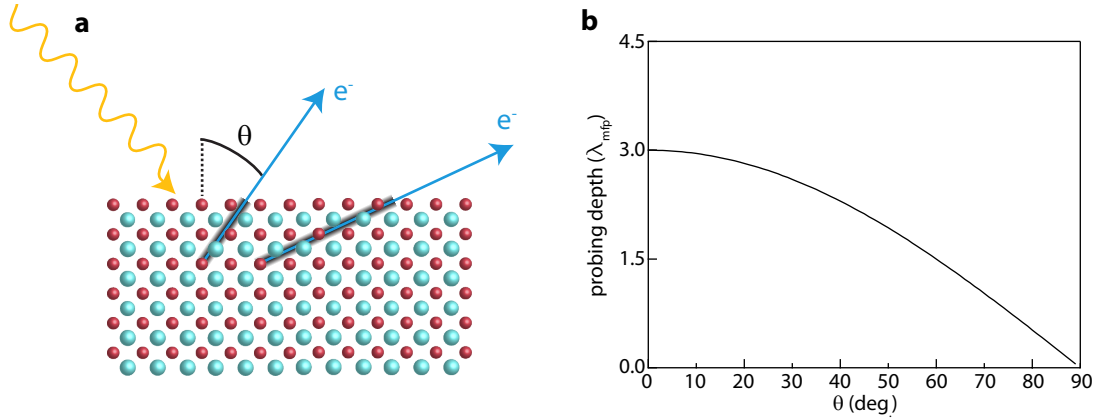 a
θ
e-
e-
b
probing depth (λmfp)
4.5
3.0
1.5
0.0
0 10 20 30 40 50 60 70 80 90
θ (deg)